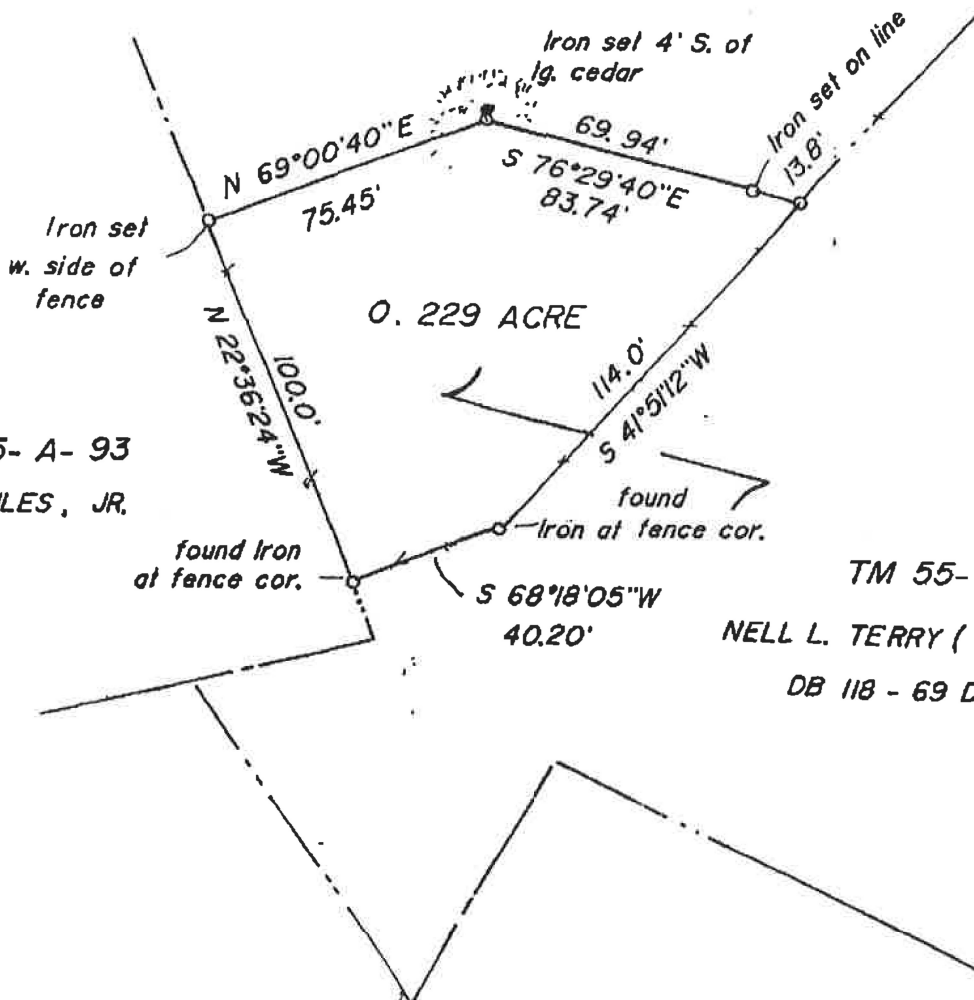 Iron set 4' S. of
lg. cedar
Iron set on line
N 69°00'40"E
75.45'
69.94'
S 76°29'40"E
83.74'
13.8'
Iron set
w. side of
fence
0.229 ACRE
N 22°36'24"W
100.0'
114.0'
S 41°51'12"W
5-A-93
LES, JR.
found Iron
at fence cor.
found
Iron at fence cor.
S 68°18'05"W
40.20'
TM 55-
NELL L. TERRY (
DB 118 - 69 D